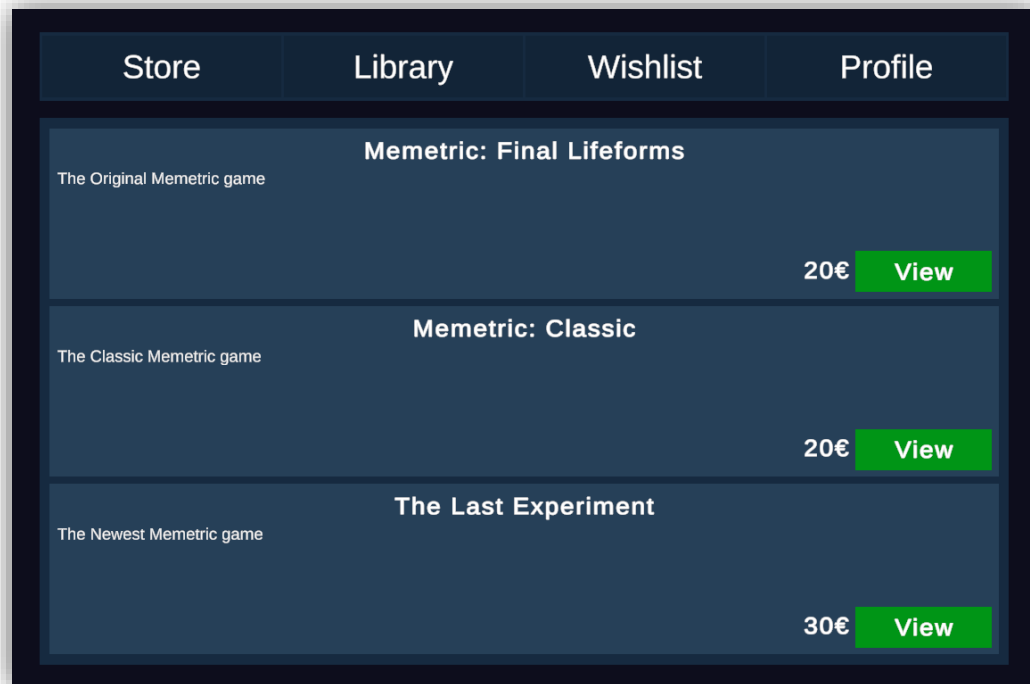 Store Library Wishlist Profile
Memetric: Final Lifeforms
The Original Memetric game
20€ View
Memetric: Classic
The Classic Memetric game
20€ View
The Last Experiment
The Newest Memetric game
30€ View